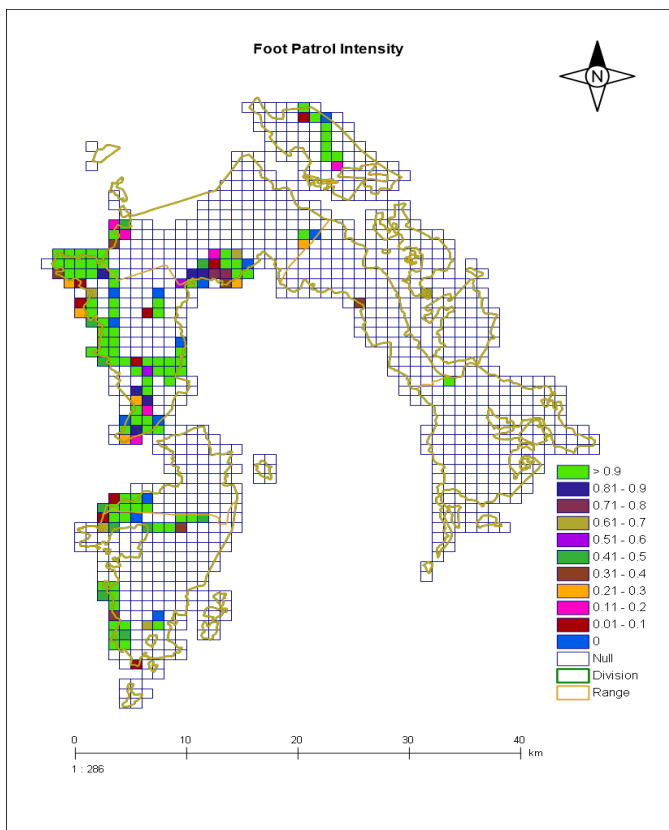 Foot Patrol Intensity
N
> 0.9
0.81 - 0.9
0.71 - 0.8
0.61 - 0.7
0.51 - 0.6
0.41 - 0.5
0.31 - 0.4
0.21 - 0.3
0.11 - 0.2
0.01 - 0.1
0
Null
Division
Range
0 10 20 30 40
km
1 : 286